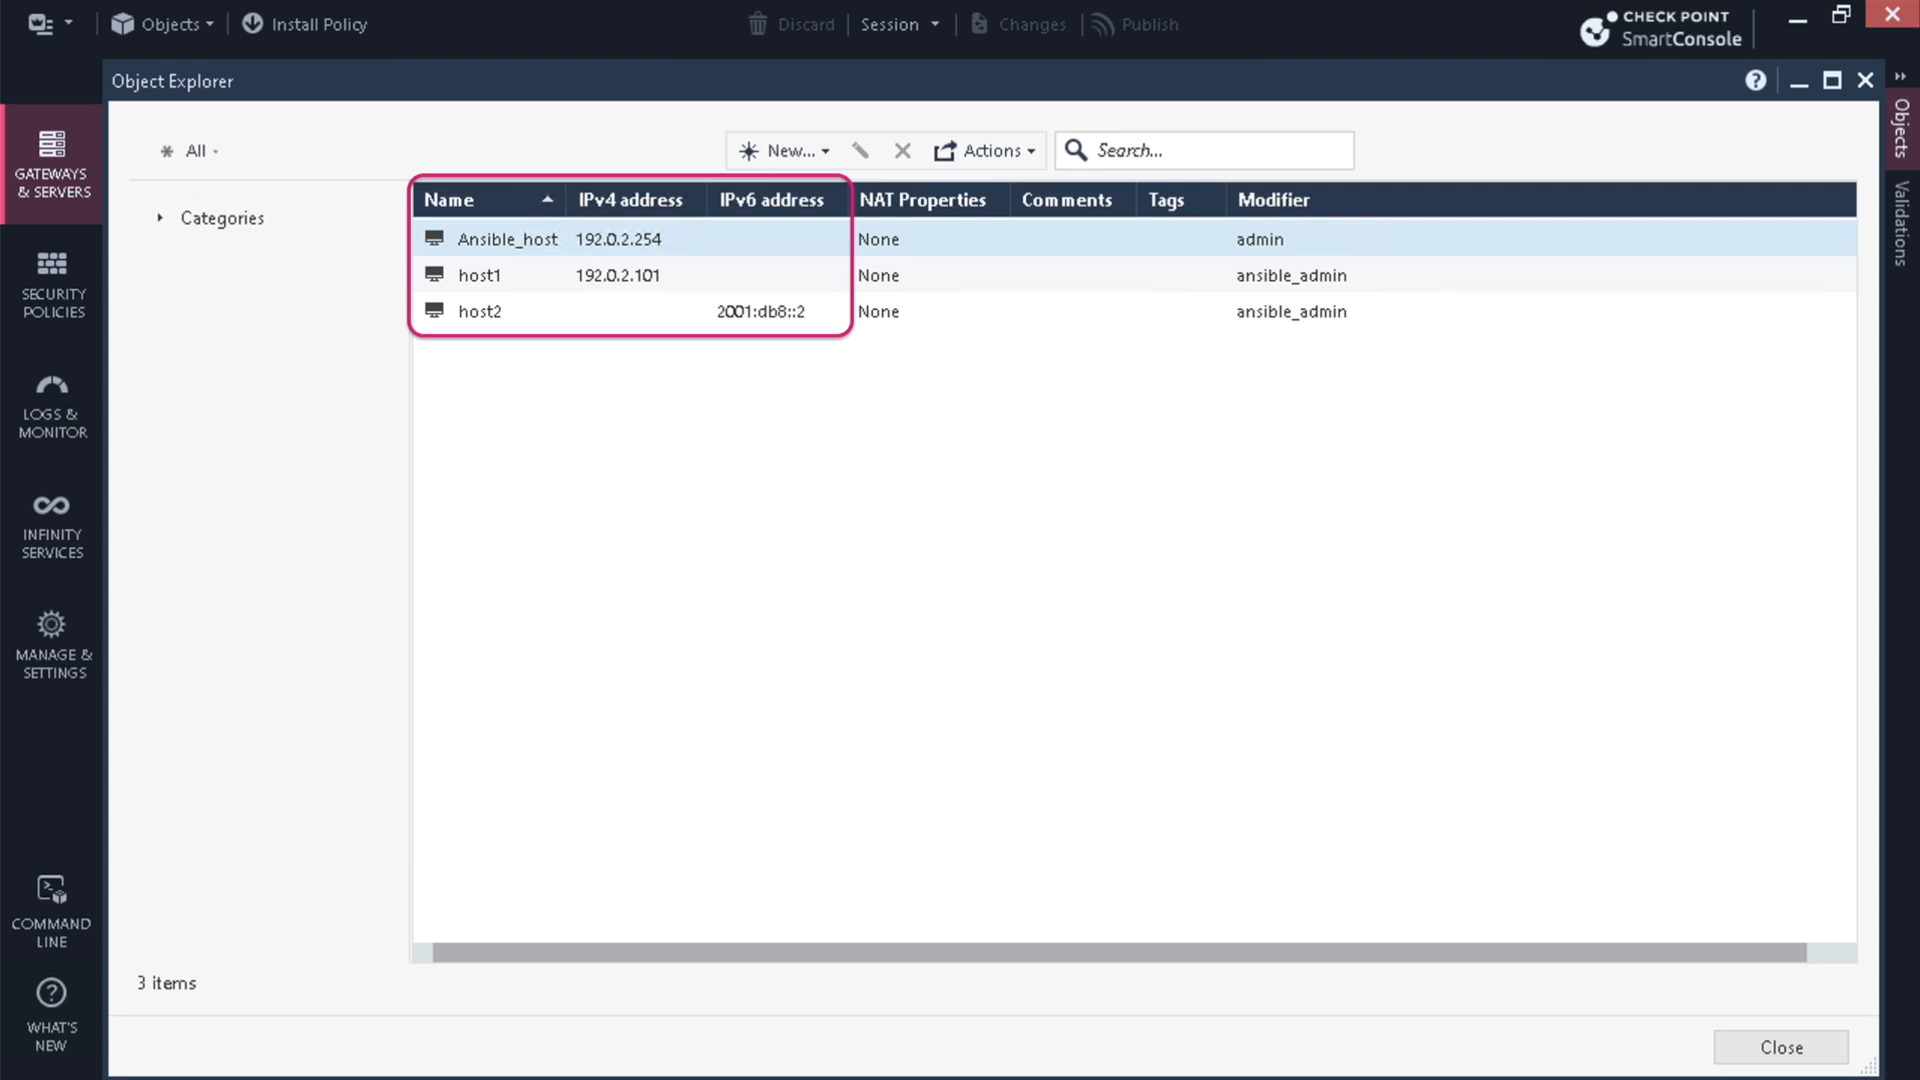 Objects
Install Policy
Discard
Session
Changes
Publish
CHECK POINT
SmartConsole
Object Explorer
GATEWAYS
& SERVERS
SECURITY
POLICIES
LOGS &
MONITOR
INFINITY
SERVICES
MANAGE &
SETTINGS
COMMAND
LINE
WHAT'S
NEW
All
New...
Actions
Search...
Categories
Name IPv4 address IPv6 address NAT Properties Comments Tags Modifier
Ansible_host 192.0.2.254 None admin
host1 192.0.2.101 None ansible_admin
host2 2001:db8::2 None ansible_admin
3 items
Close
Objects
Validations